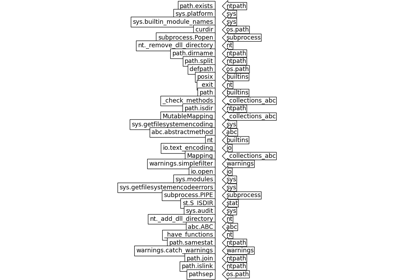 path.exists ntpath
sys.platform sys
sys.builtin_module_names sys
curdir os.path
subprocess.Popen subprocess
nt._remove_dll_directory nt
path.dirname ntpath
path.split ntpath
defpath os.path
posix builtins
_exit nt
path builtins
_check_methods _collections_abc
path.isdir ntpath
MutableMapping _collections_abc
sys.getfilesystemencoding sys
abc.abstractmethod abc
nt builtins
io.text_encoding io
Mapping _collections_abc
warnings.simplefilter warnings
io.open io
sys.modules sys
sys.getfilesystemencodeerrors sys
subprocess.PIPE subprocess
st.S_ISDIR stat
sys.audit sys
nt._add_dll_directory nt
abc.ABC abc
_have_functions nt
path.samestat ntpath
warnings.catch_warnings warnings
path.join ntpath
path.islink ntpath
pathsep os.path